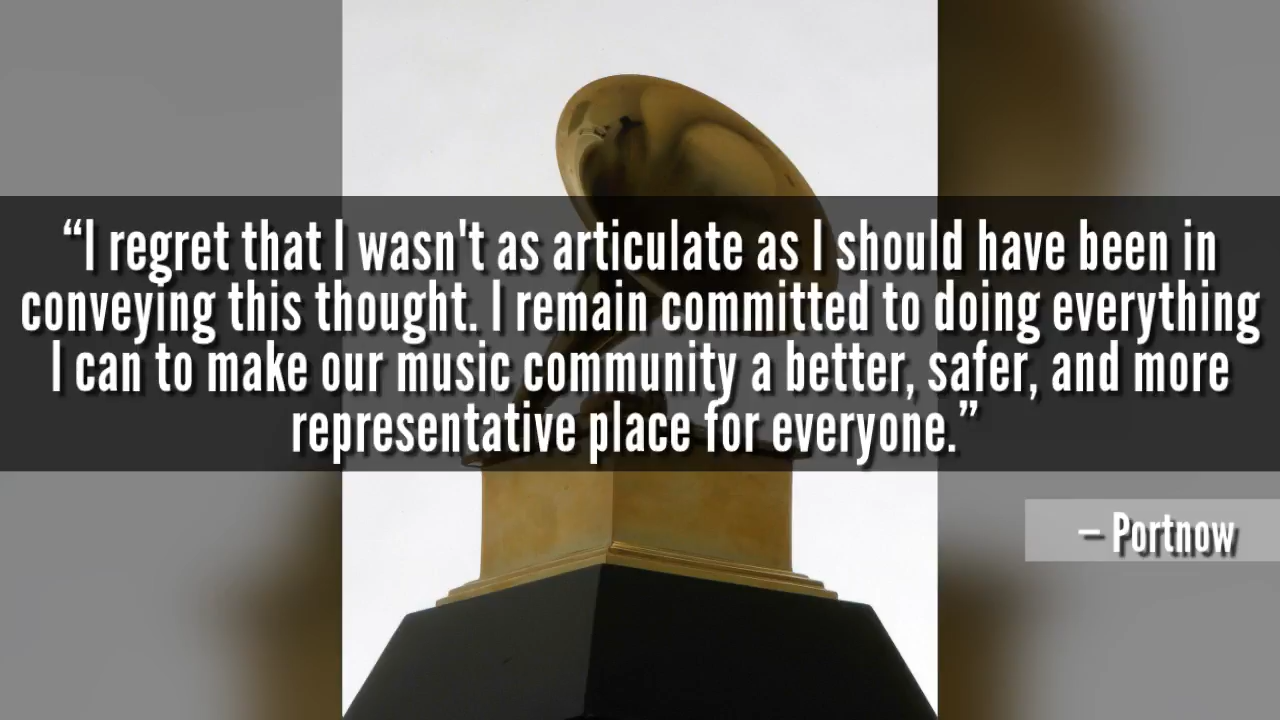 “I regret that I wasn't as articulate as I should have been in
conveying this thought. I remain committed to doing everything
I can to make our music community a better, safer, and more
representative place for everyone.”
– Portnow